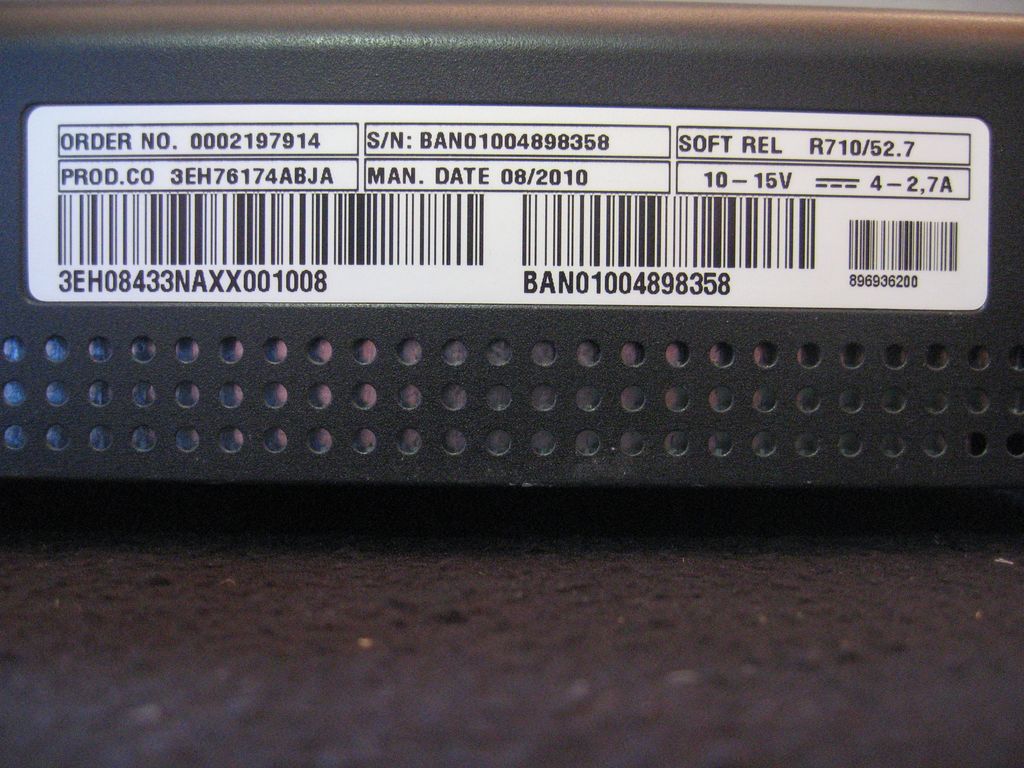 ORDER NO. 0002197914
S/N: BAN01004898358
SOFT REL R710/52.7
PROD.CO 3EH76174ABJA
MAN. DATE 08/2010
10-15V 4-2,7A
3EH08433NAXX001008
BAN01004898358
896936200